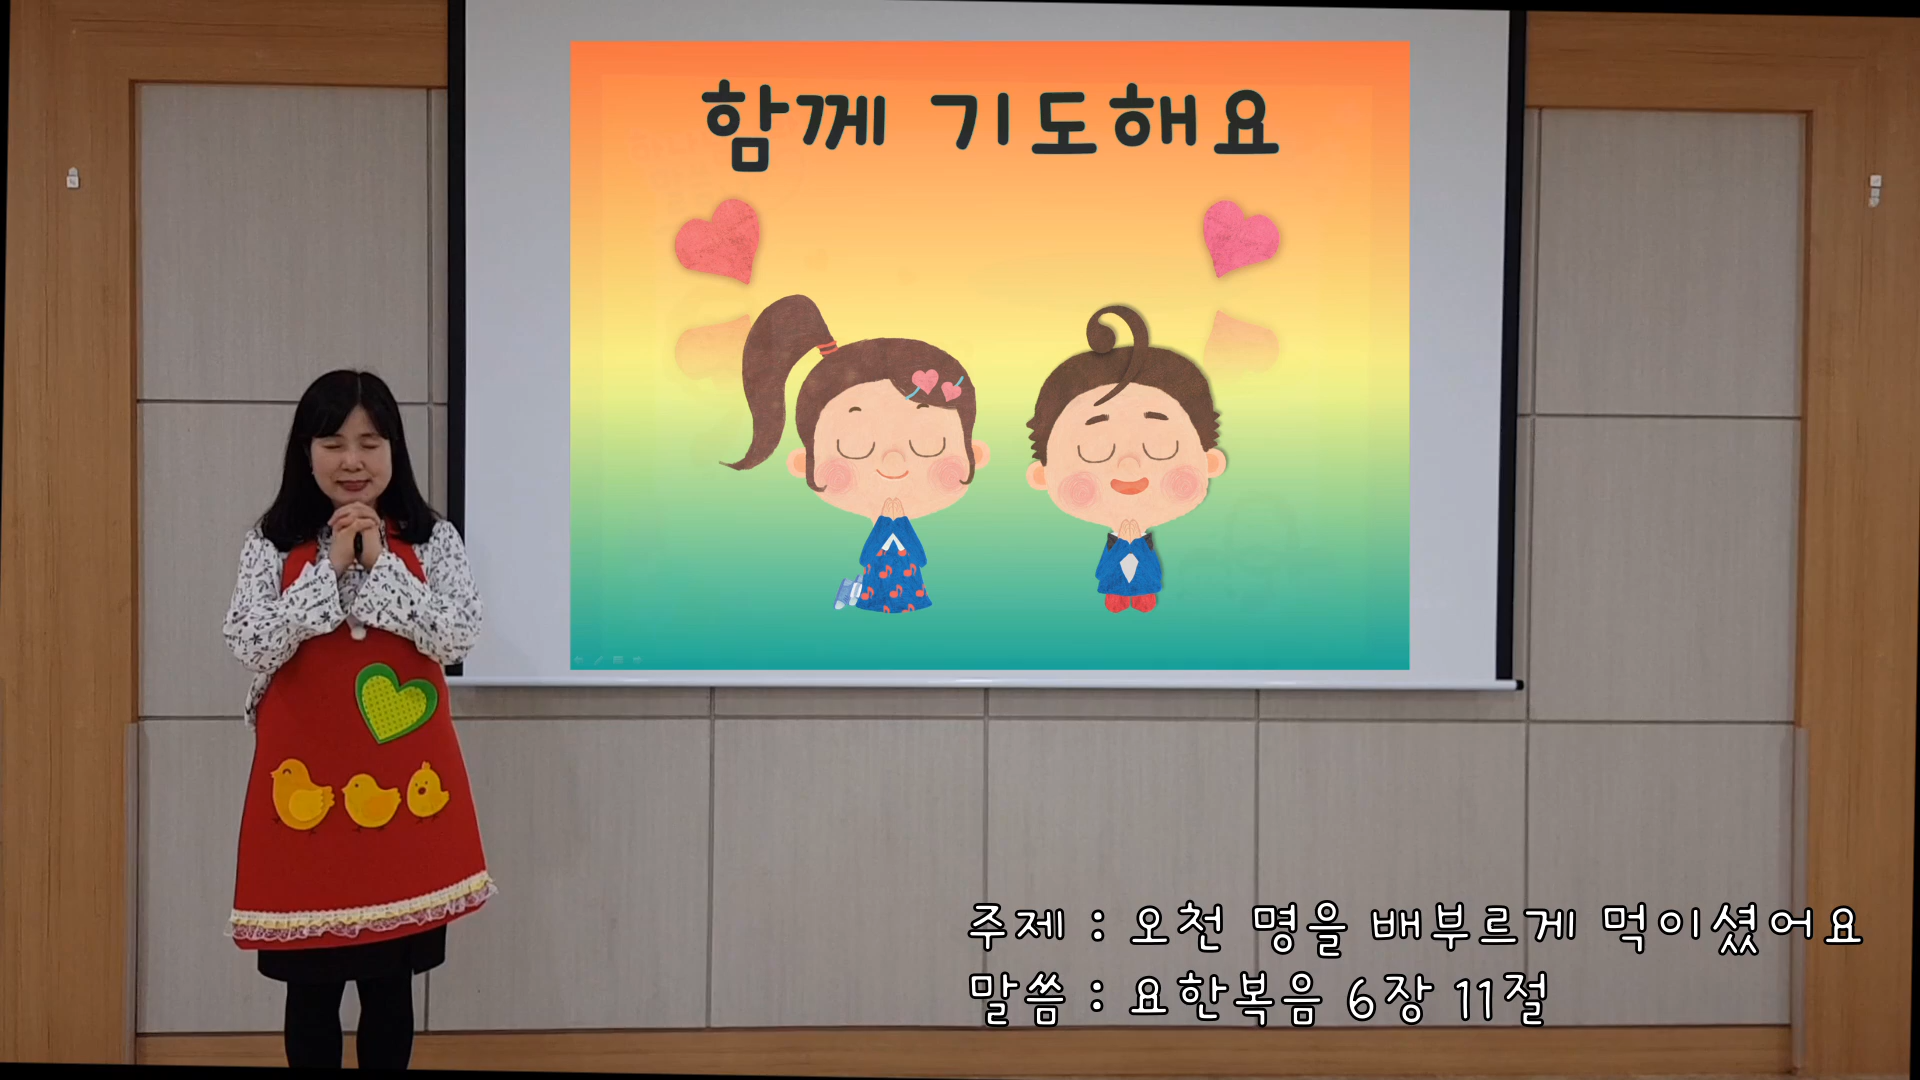 함께 기도해요
주제 : 오천 명을 배부르게 먹이셨어요
말씀 : 요한복음 6장 11절